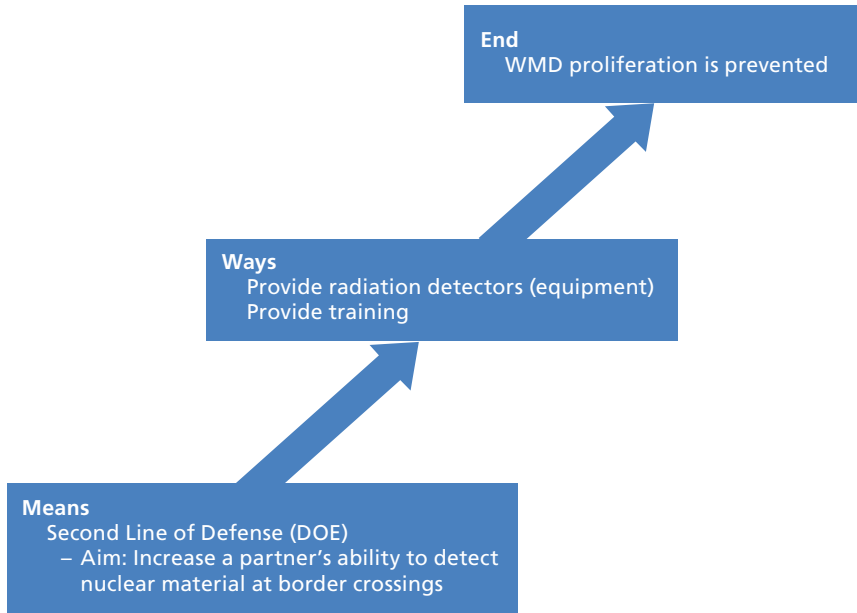 End
WMD proliferation is prevented
Ways
Provide radiation detectors (equipment)
Provide training
Means
Second Line of Defense (DOE)
– Aim: Increase a partner’s ability to detect
nuclear material at border crossings